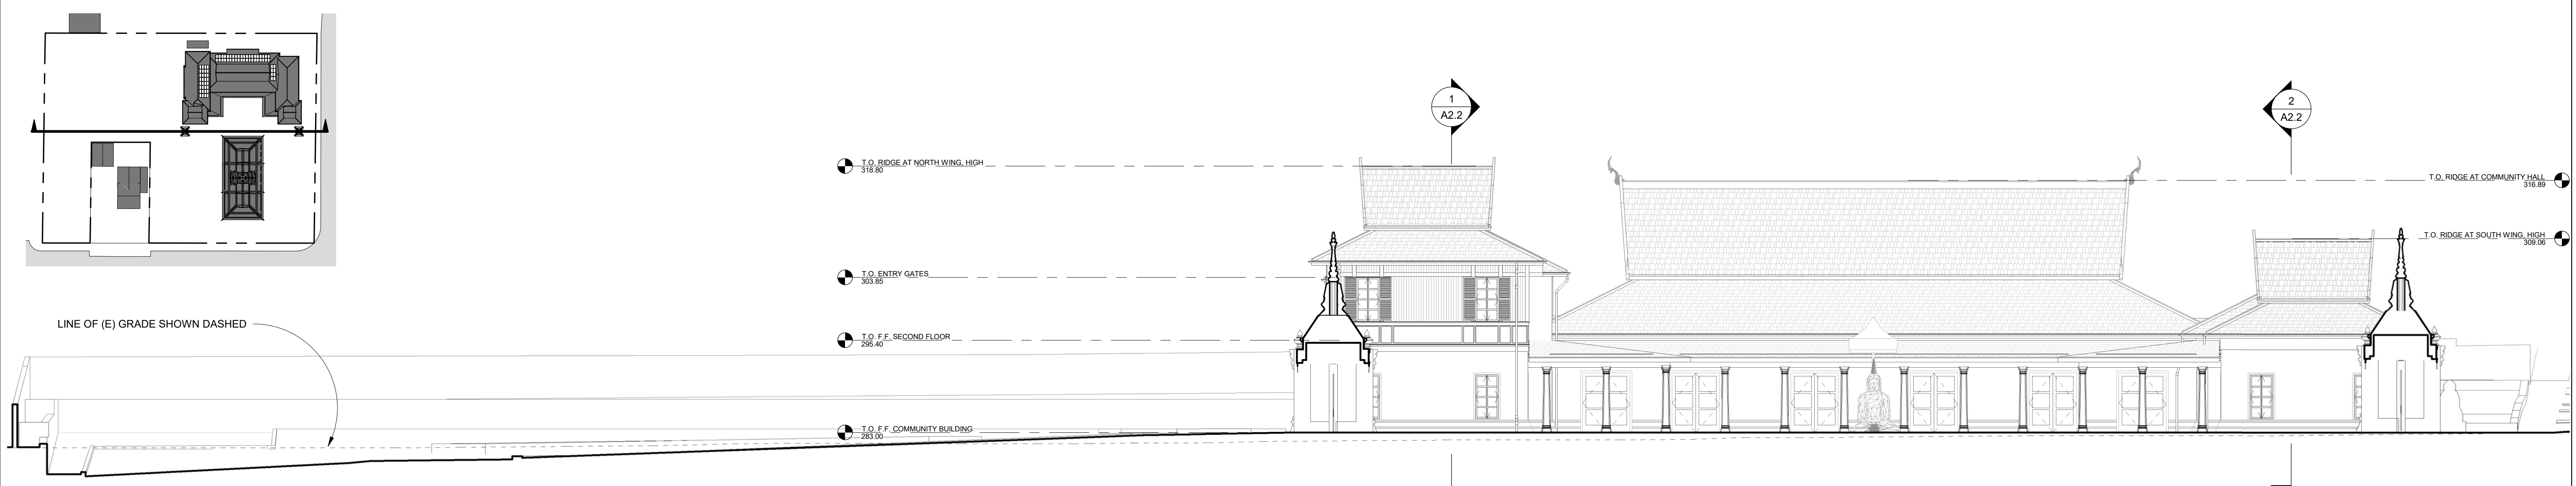 1
A2.2
2
A2.2
T.O. RIDGE AT NORTH WING, HIGH
318.80
T.O. RIDGE AT COMMUNITY HALL
316.89
T.O. RIDGE AT SOUTH WING, HIGH
309.06
T.O. ENTRY GATES
303.85
LINE OF (E) GRADE SHOWN DASHED
T.O. F.F. SECOND FLOOR
295.40
T.O. F.F. COMMUNITY BUILDING
283.00